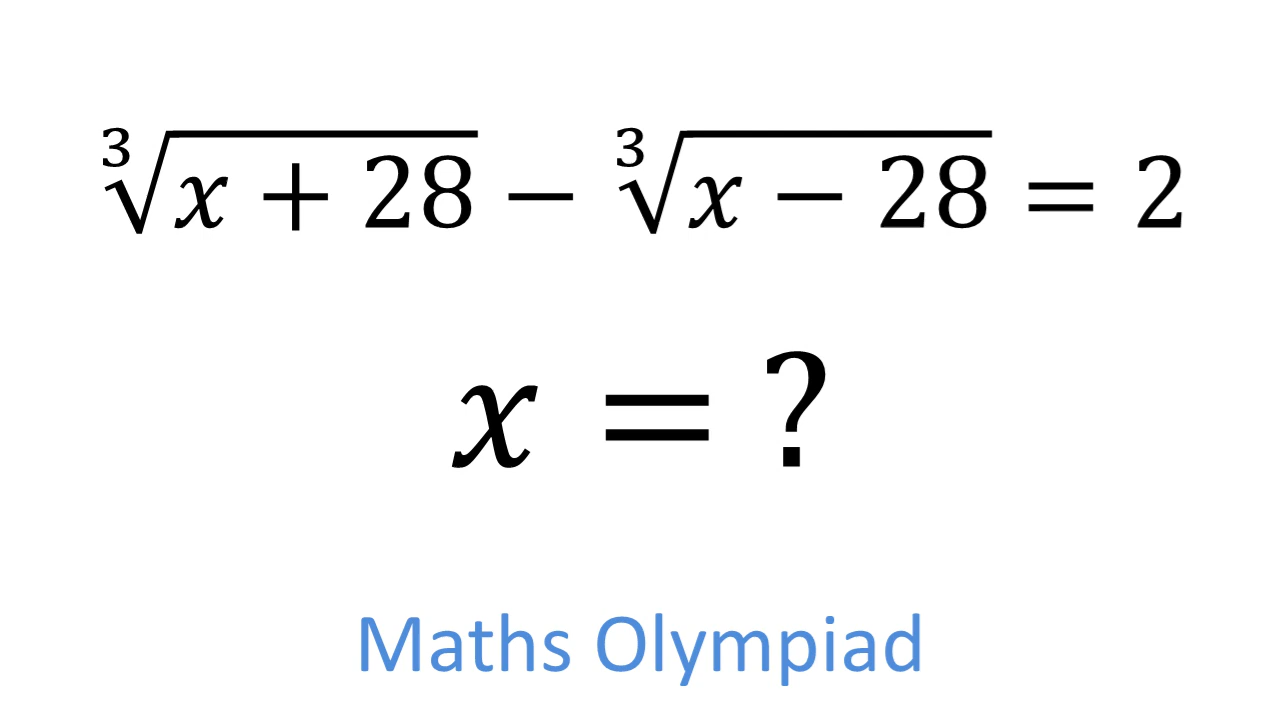 ∛(x + 28) − ∛(x − 28) = 2
x = ?
Maths Olympiad